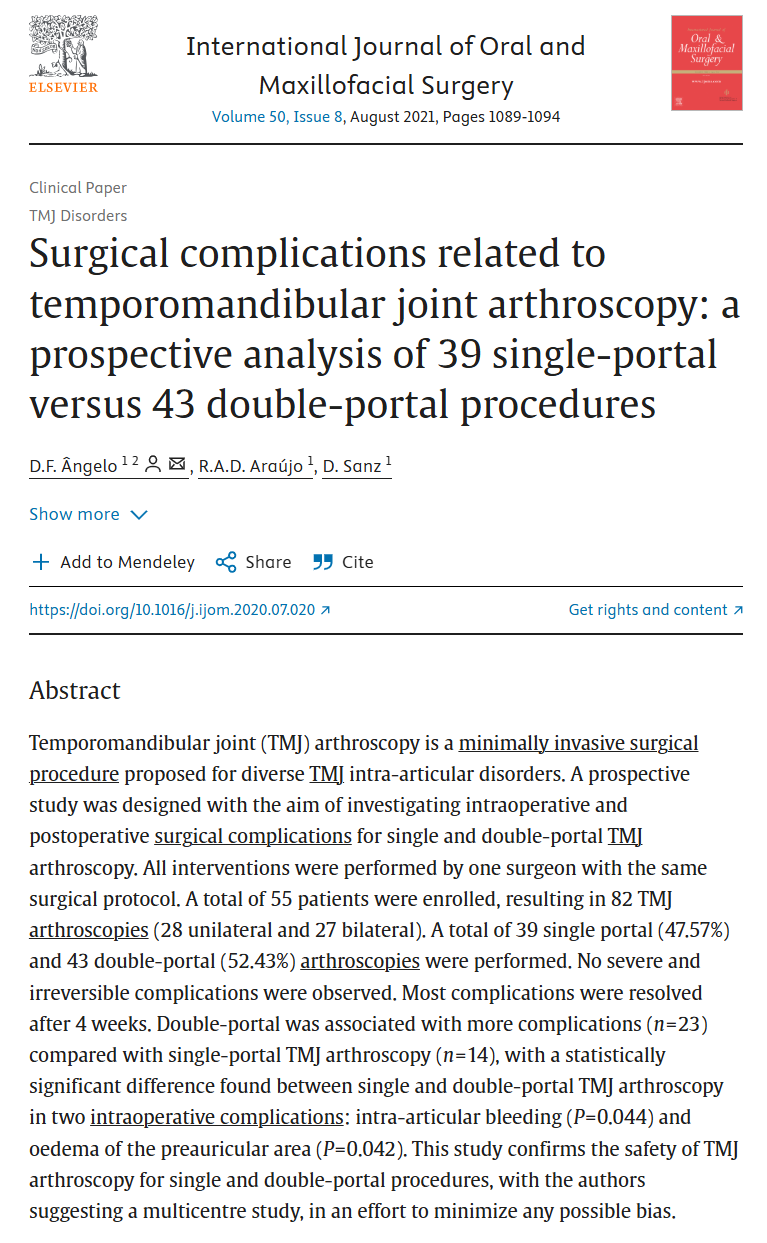 ELSEVIER
International Journal of Oral and
Maxillofacial Surgery
Volume 50, Issue 8, August 2021, Pages 1089-1094
Oral &
Maxillofacial
Surgery
Clinical Paper
TMJ Disorders
Surgical complications related to
temporomandibular joint arthroscopy: a
prospective analysis of 39 single-portal
versus 43 double-portal procedures
D.F. Ângelo 1 2, R.A.D. Araújo 1, D. Sanz 1
Show more
Add to Mendeley Share Cite
https://doi.org/10.1016/j.ijom.2020.07.020 ↗ Get rights and content ↗
Abstract
Temporomandibular joint (TMJ) arthroscopy is a minimally invasive surgical
procedure proposed for diverse TMJ intra-articular disorders. A prospective
study was designed with the aim of investigating intraoperative and
postoperative surgical complications for single and double-portal TMJ
arthroscopy. All interventions were performed by one surgeon with the same
surgical protocol. A total of 55 patients were enrolled, resulting in 82 TMJ
arthroscopies (28 unilateral and 27 bilateral). A total of 39 single portal (47.57%)
and 43 double-portal (52.43%) arthroscopies were performed. No severe and
irreversible complications were observed. Most complications were resolved
after 4 weeks. Double-portal was associated with more complications (n=23)
compared with single-portal TMJ arthroscopy (n=14), with a statistically
significant difference found between single and double-portal TMJ arthroscopy
in two intraoperative complications: intra-articular bleeding (P=0.044) and
oedema of the preauricular area (P=0.042). This study confirms the safety of TMJ
arthroscopy for single and double-portal procedures, with the authors
suggesting a multicentre study, in an effort to minimize any possible bias.